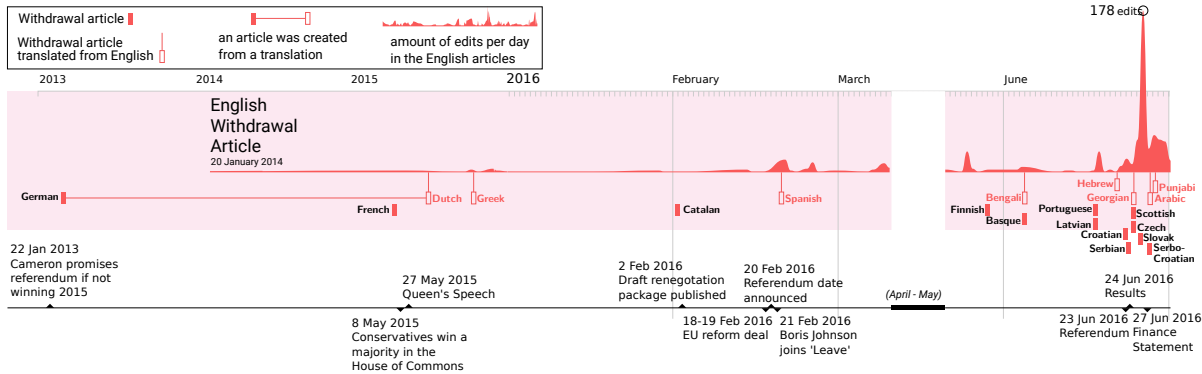 Withdrawal article
Withdrawal article
translated from English
an article was created
from a translation
amount of edits per day
in the English articles
178 edits
2013
2014
2015
2016
February
March
June
English
Withdrawal
Article
20 January 2014
German
Dutch
French
Greek
Catalan
Spanish
Finnish
Bengali
Basque
Hebrew
Punjabi
Georgian
Arabic
Portuguese
Scottish
Latvian
Czech
Croatian
Slovak
Serbian
Serbo-
Croatian
22 Jan 2013
Cameron promises
referendum if not
winning 2015
8 May 2015
Conservatives win a
majority in the
House of Commons
27 May 2015
Queen's Speech
2 Feb 2016
Draft renegotation
package published
18-19 Feb 2016
EU reform deal
20 Feb 2016
Referendum date
announced
21 Feb 2016
Boris Johnson
joins 'Leave'
(April - May)
23 Jun 2016
Referendum
24 Jun 2016
Results
27 Jun 2016
Finance
Statement